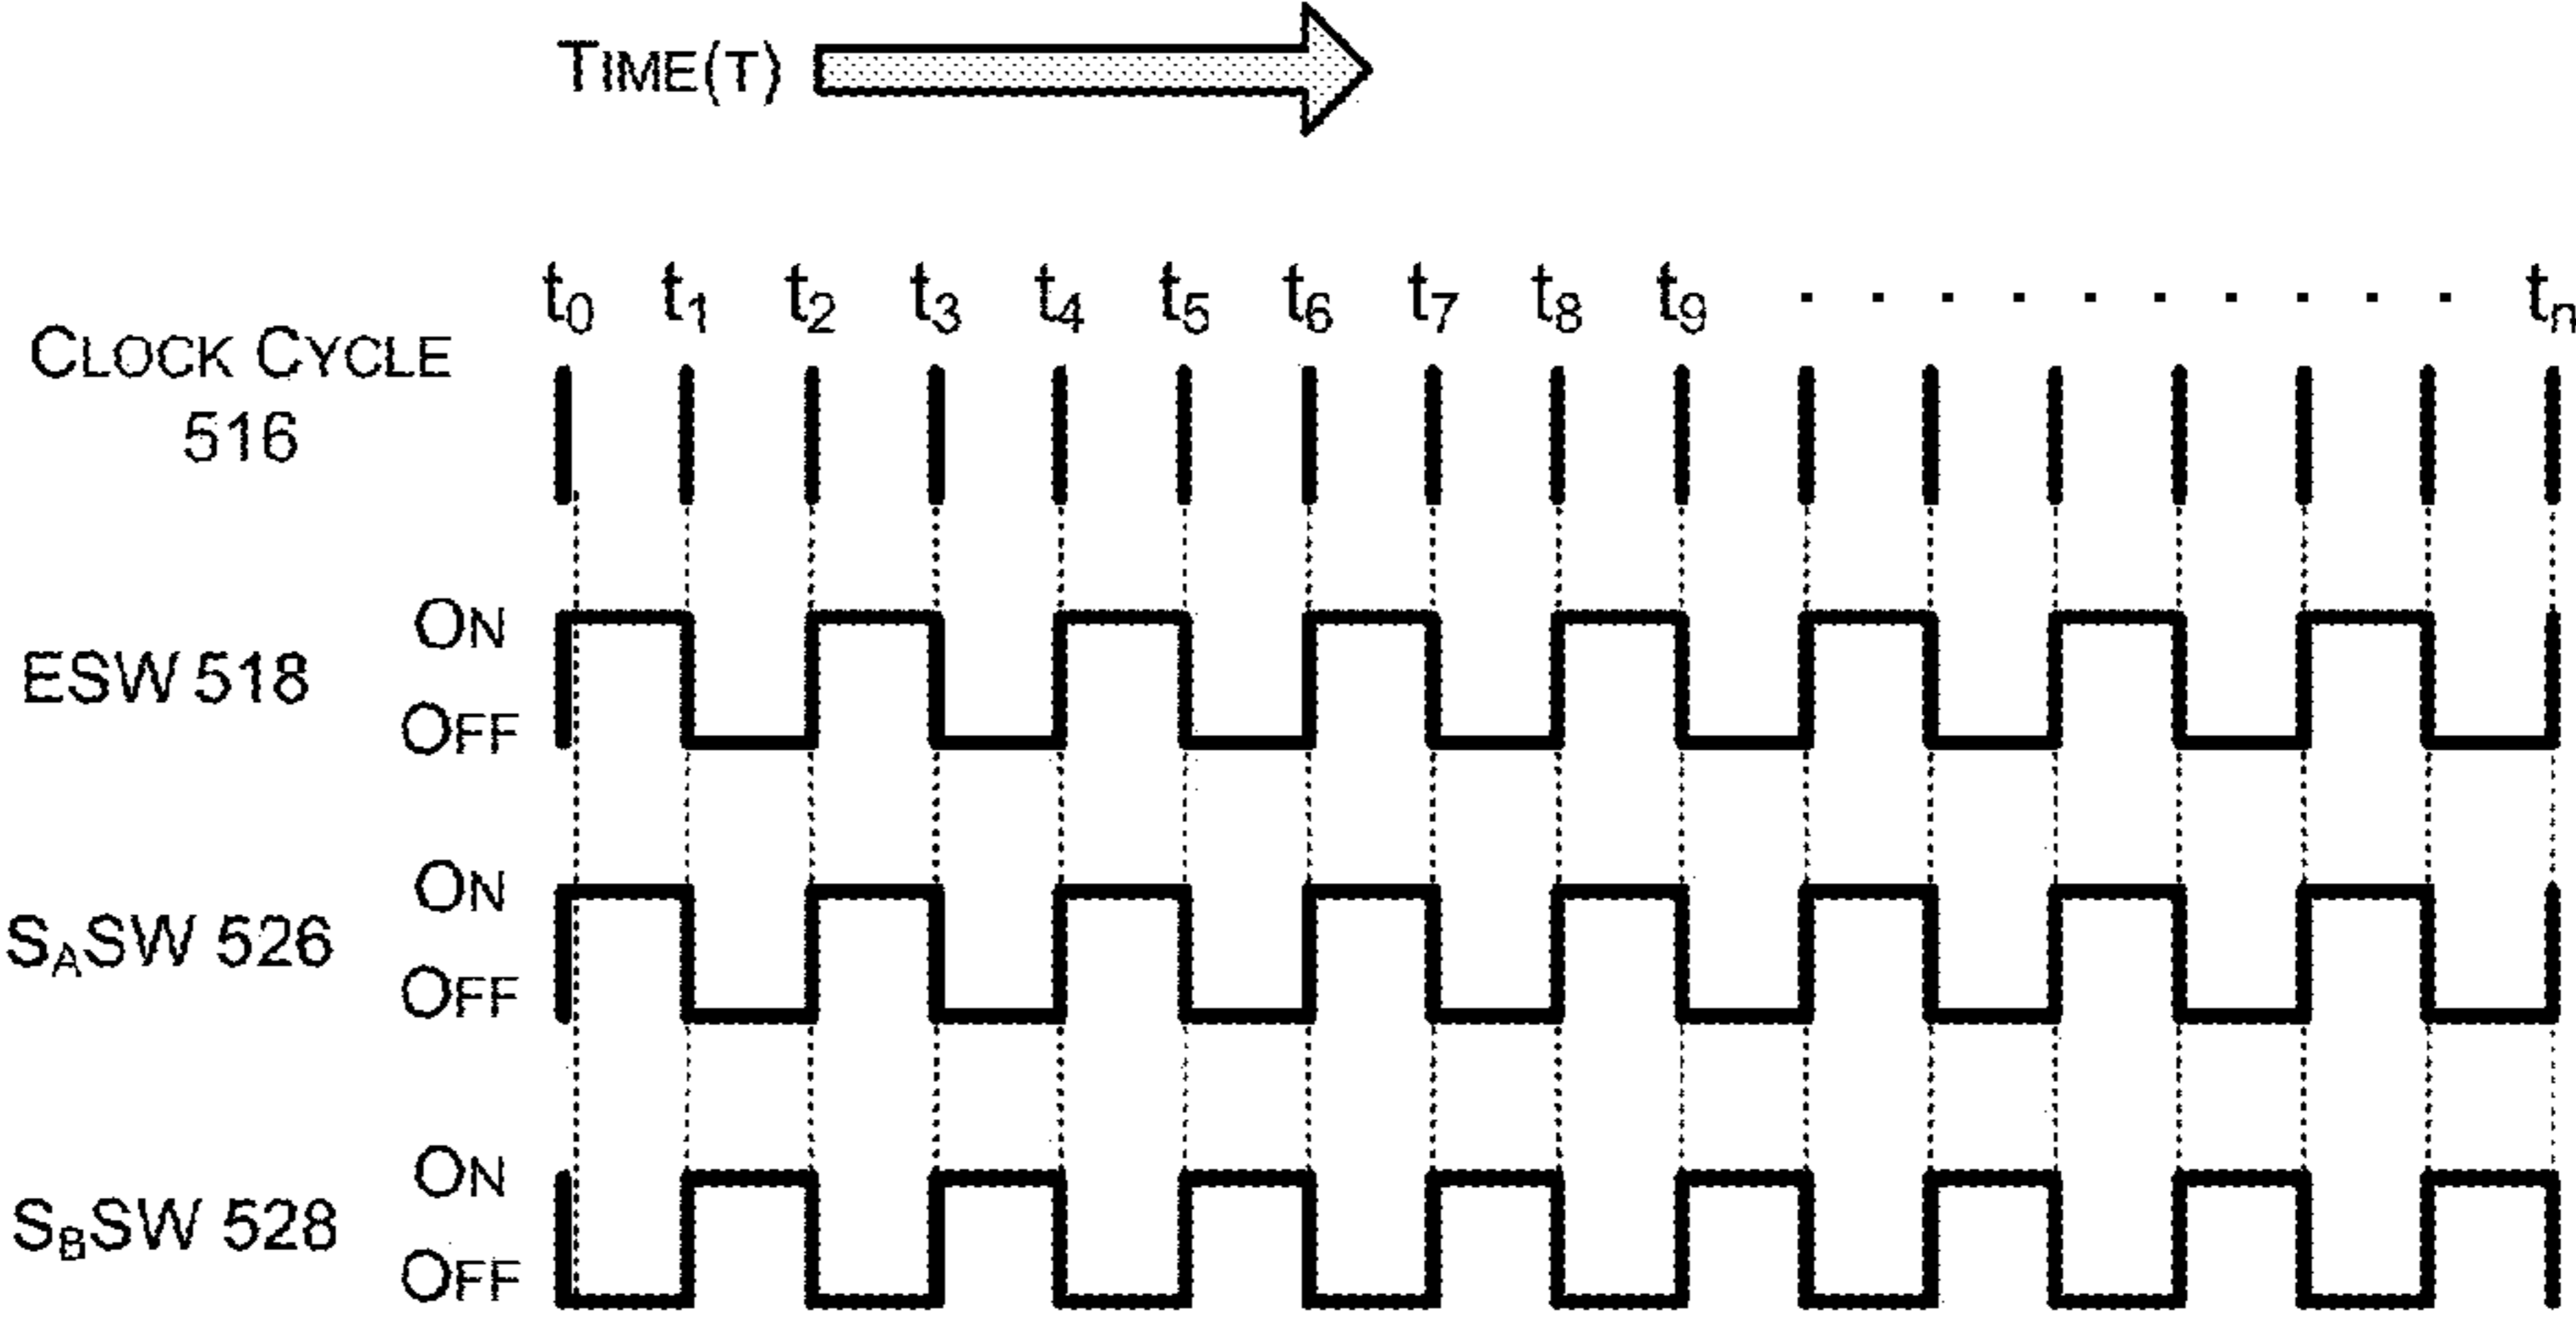 TIME(T)
t0 t1 t2 t3 t4 t5 t6 t7 t8 t9 . . . . . . . . . . tn
CLOCK CYCLE
516
ON
ESW 518
OFF
ON
SASW 526
OFF
ON
SBSW 528
OFF